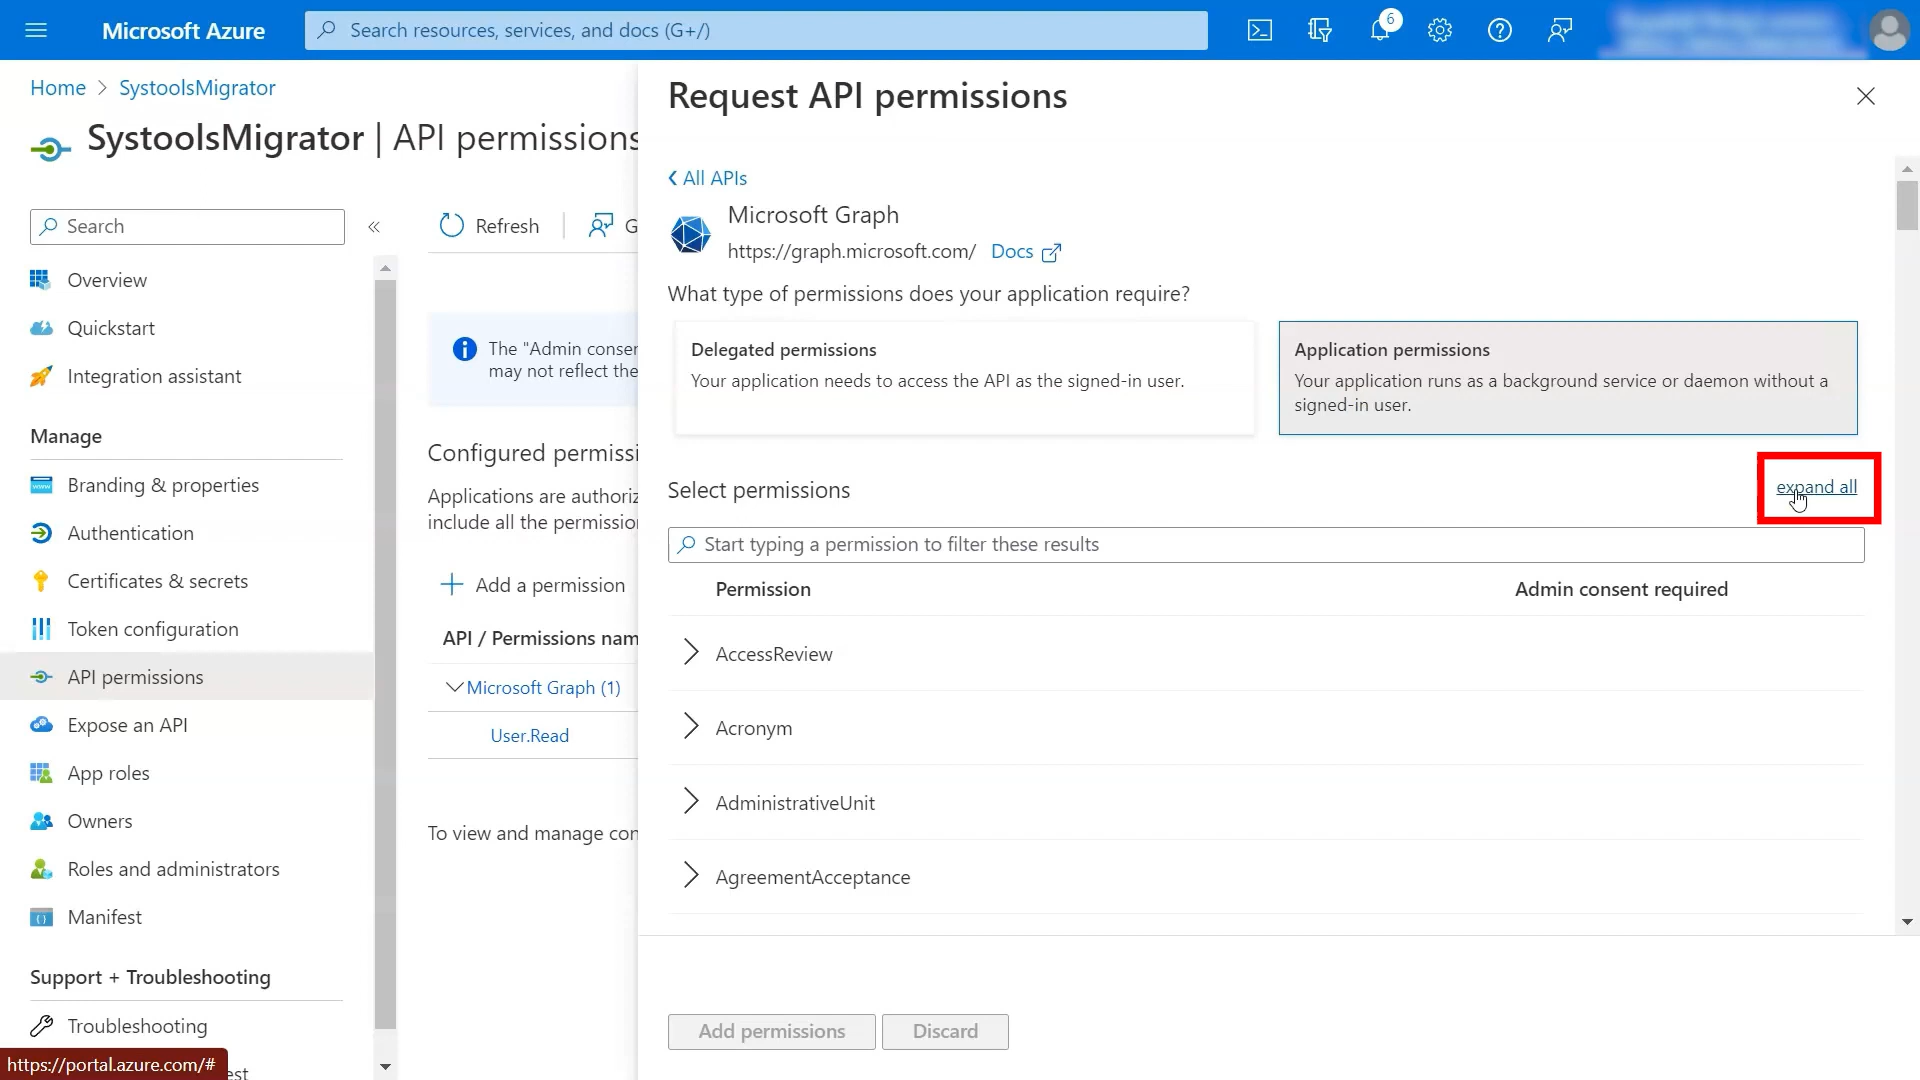 Microsoft Azure
Search resources, services, and docs (G+/)
6
Home > SystoolsMigrator
SystoolsMigrator | API permissions
Search
«
Overview
Quickstart
Integration assistant
Manage
Branding & properties
Authentication
Certificates & secrets
Token configuration
API permissions
Expose an API
App roles
Owners
Roles and administrators
Manifest
Support + Troubleshooting
Troubleshooting
https://portal.azure.com/#
est
Refresh
G
The "Admin consen
may not reflect the
Configured permissi
Applications are authoriz
include all the permission
Add a permission
API / Permissions nam
Microsoft Graph (1)
User.Read
To view and manage con
Request API permissions
All APIs
Microsoft Graph
https://graph.microsoft.com/ Docs
What type of permissions does your application require?
Delegated permissions
Your application needs to access the API as the signed-in user.
Application permissions
Your application runs as a background service or daemon without a
signed-in user.
Select permissions
expand all
Start typing a permission to filter these results
Permission Admin consent required
AccessReview
Acronym
AdministrativeUnit
AgreementAcceptance
Add permissions
Discard